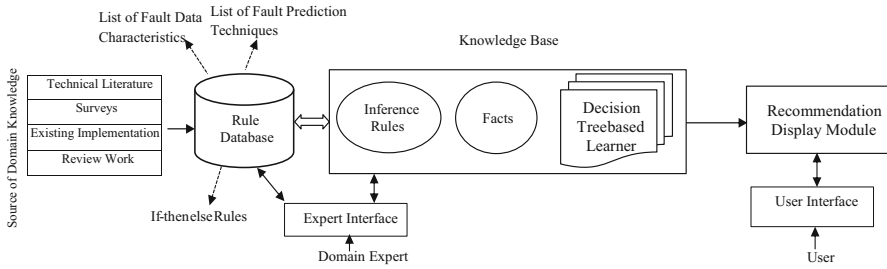 List of Fault Data
Characteristics
List of Fault Prediction
Techniques
Knowledge Base
Source of Domain Knowledge
Technical Literature
Surveys
Existing Implementation
Review Work
Rule
Database
Inference
Rules
Facts
Decision
Treebased
Learner
Recommendation
Display Module
If-thenelse Rules
Expert Interface
Domain Expert
User Interface
User